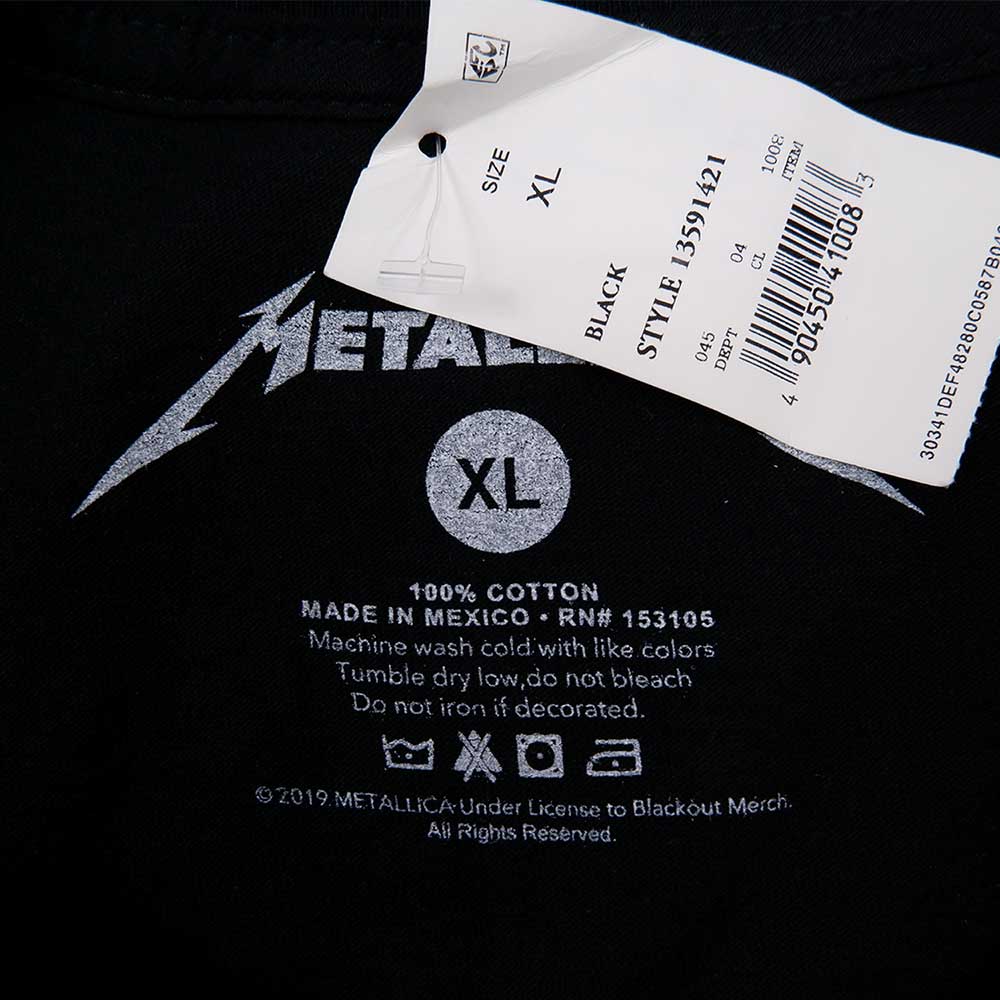 SIZE
XL
BLACK
STYLE 13591421
045
DEPT
04
CL
1008
ITEM
4 90450 41008 3
30341DEF48280C0587B04
METALL
XL
100% COTTON
MADE IN MEXICO • RN# 153105
Machine wash cold with like colors
Tumble dry low,do not bleach
Do not iron if decorated.
© 2019 METALLICA Under License to Blackout Merch.
All Rights Reserved.